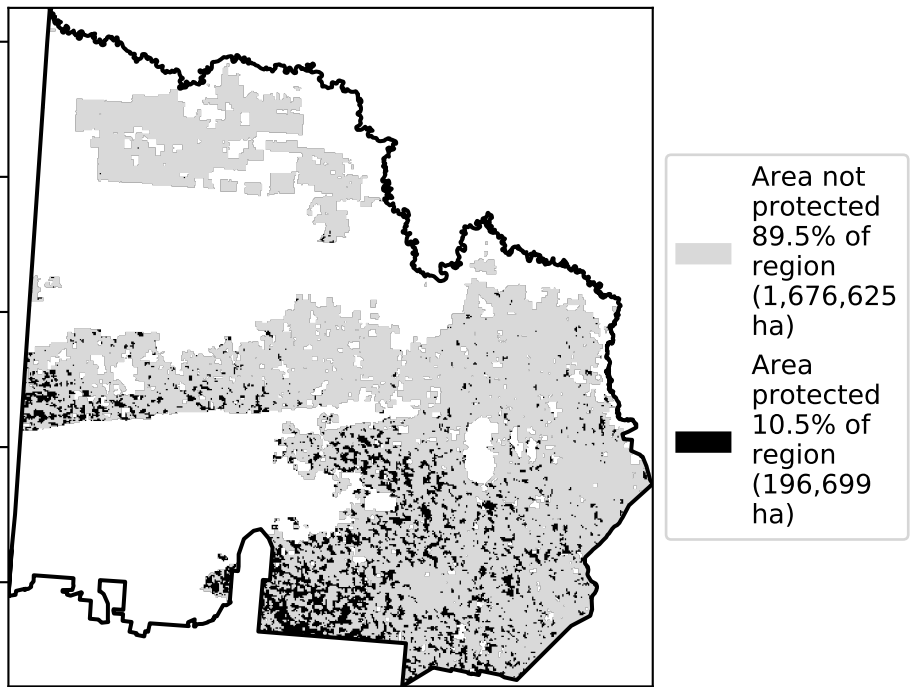 Area not
protected
89.5% of
region
(1,676,625
ha)
Area
protected
10.5% of
region
(196,699
ha)